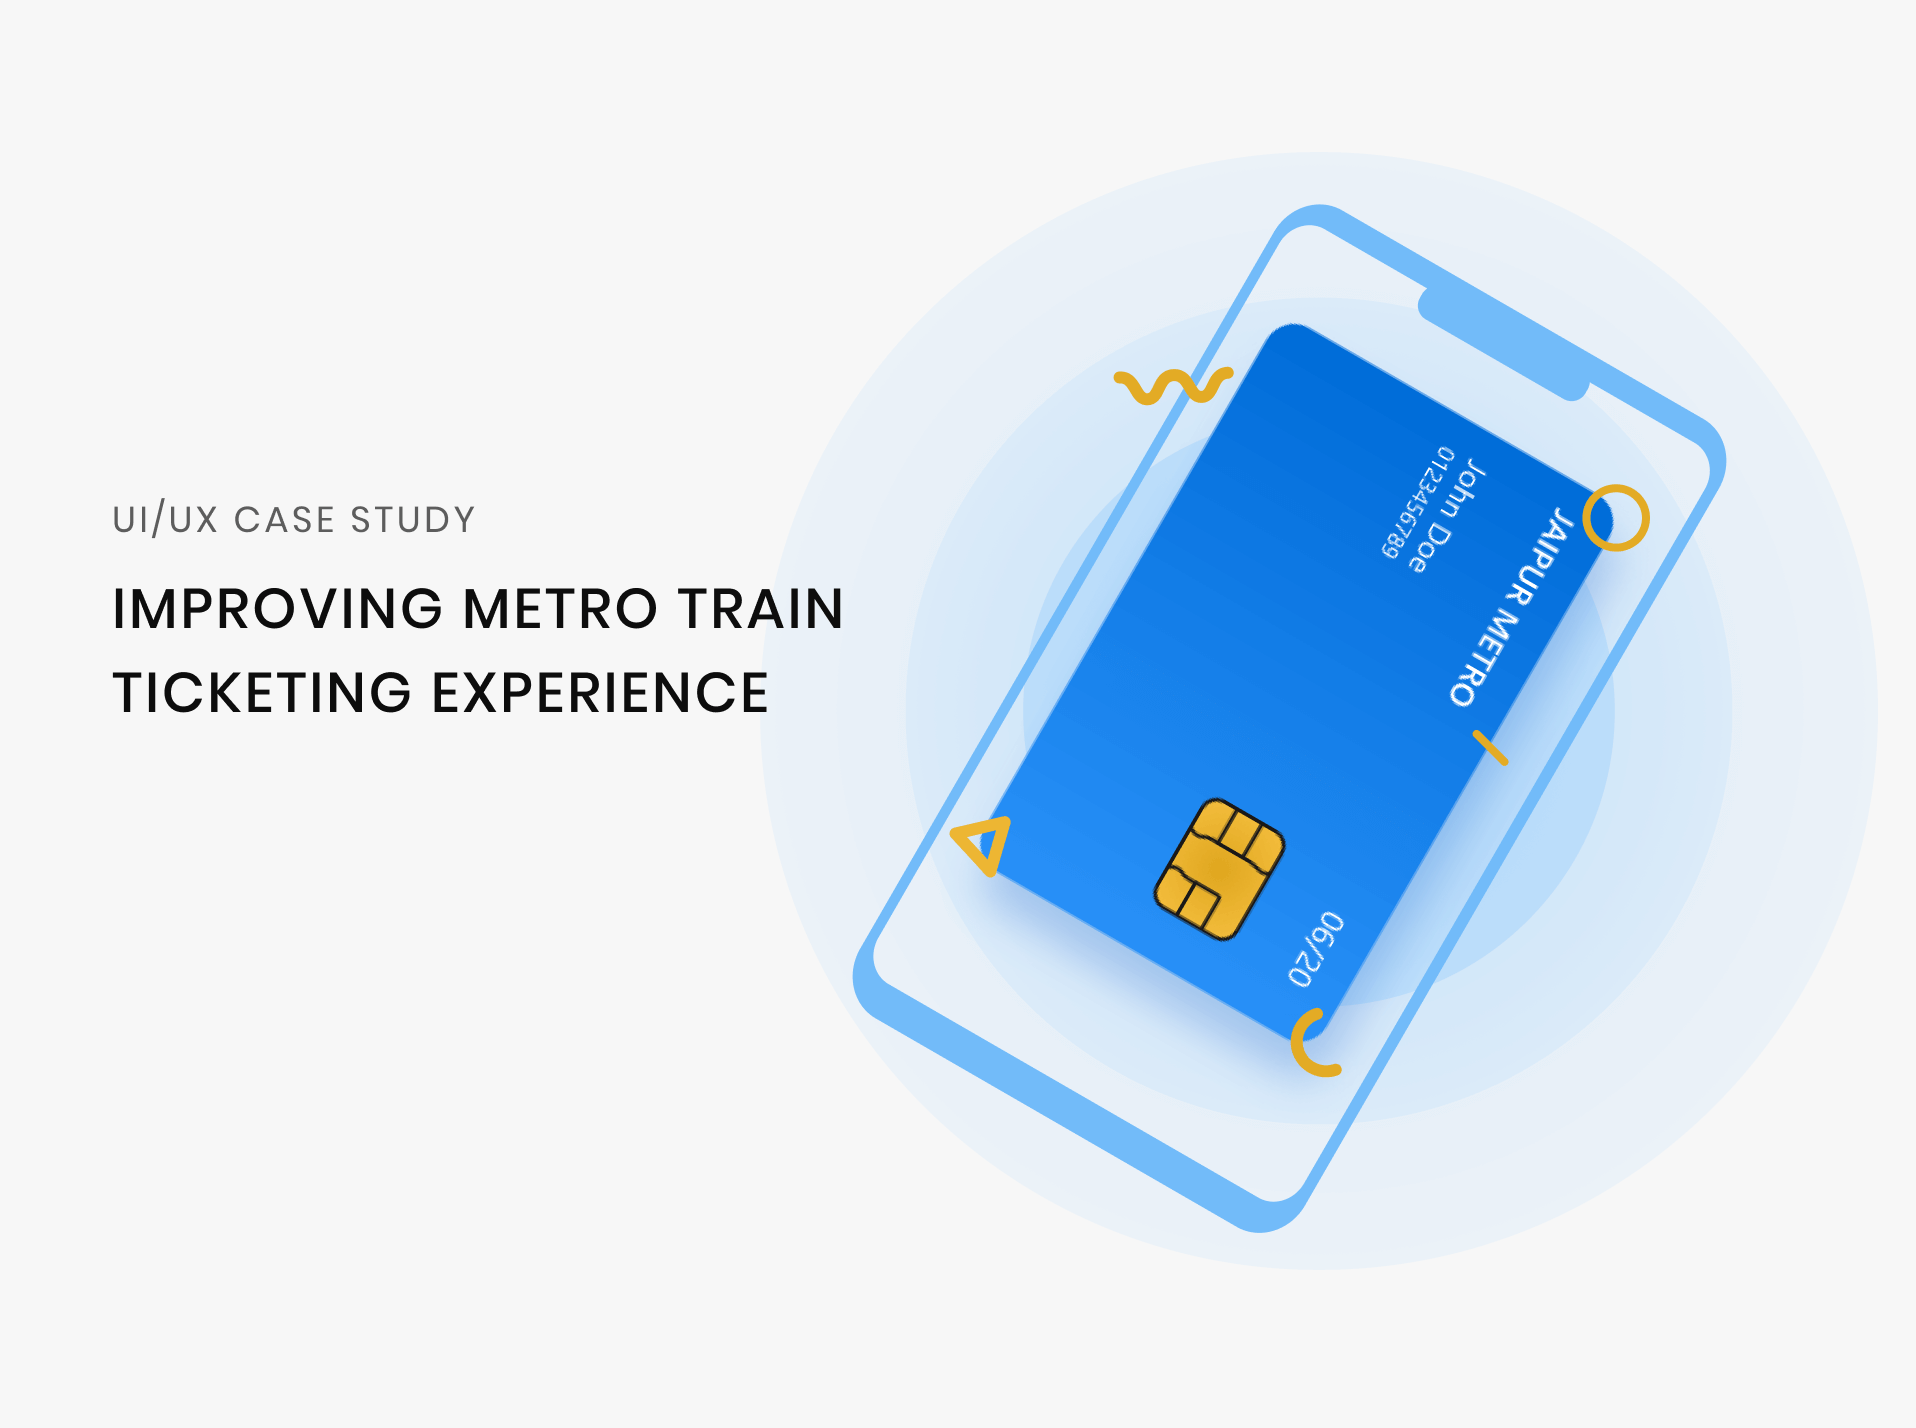 UI/UX CASE STUDY
IMPROVING METRO TRAIN
TICKETING EXPERIENCE
JAIPUR METRO
John Doe
0123456789
06/20